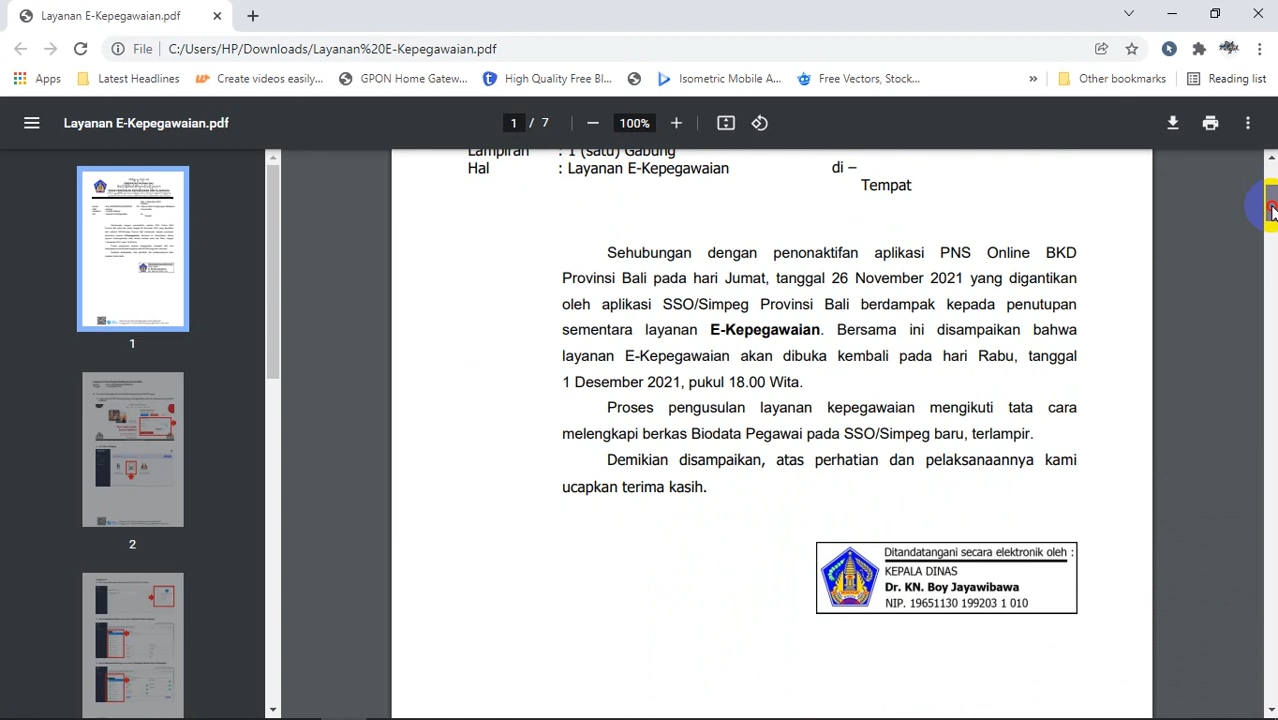 Layanan E-Kepegawaian.pdf
File C:/Users/HP/Downloads/Layanan%20E-Kepegawaian.pdf
Apps Latest Headlines Create videos easily... GPON Home Gatew... High Quality Free Bl... Isometric Mobile A... Free Vectors, Stock... » Other bookmarks Reading list
Layanan E-Kepegawaian.pdf 1 / 7 100%
Lampiran : 1 (satu) Gabung
Hal : Layanan E-Kepegawaian di –
Tempat
Sehubungan dengan penonaktifan aplikasi PNS Online BKD
Provinsi Bali pada hari Jumat, tanggal 26 November 2021 yang digantikan
oleh aplikasi SSO/Simpeg Provinsi Bali berdampak kepada penutupan
sementara layanan E-Kepegawaian. Bersama ini disampaikan bahwa
layanan E-Kepegawaian akan dibuka kembali pada hari Rabu, tanggal
1 Desember 2021, pukul 18.00 Wita.
Proses pengusulan layanan kepegawaian mengikuti tata cara
melengkapi berkas Biodata Pegawai pada SSO/Simpeg baru, terlampir.
Demikian disampaikan, atas perhatian dan pelaksanaannya kami
ucapkan terima kasih.
Ditandatangani secara elektronik oleh :
KEPALA DINAS
Dr. KN. Boy Jayawibawa
NIP. 19651130 199203 1 010
1
2